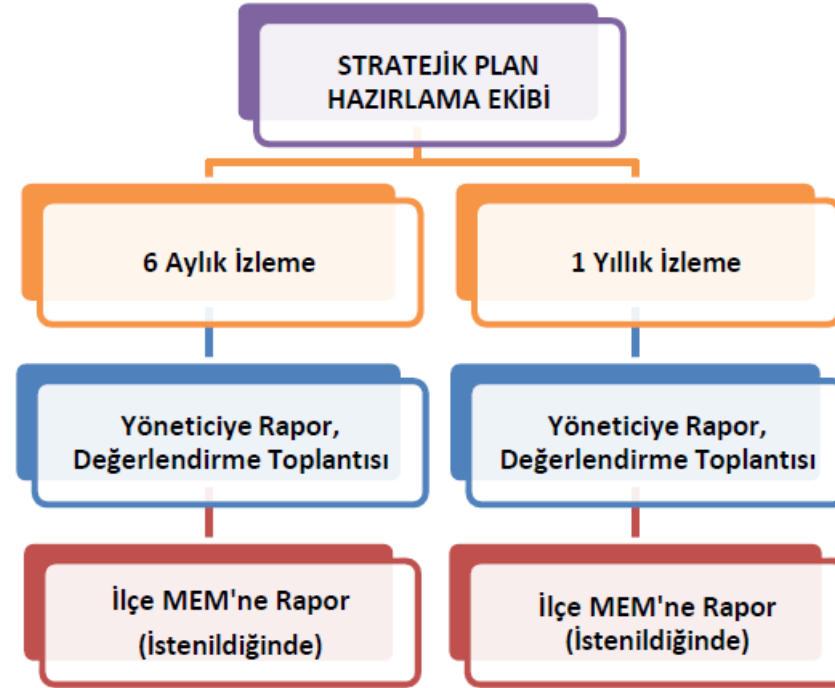 STRATEJİK PLAN
HAZIRLAMA EKİBİ
6 Aylık İzleme
1 Yıllık İzleme
Yöneticiye Rapor,
Değerlendirme Toplantısı
Yöneticiye Rapor,
Değerlendirme Toplantısı
İlçe MEM'ne Rapor
(İstenildiğinde)
İlçe MEM'ne Rapor
(İstenildiğinde)